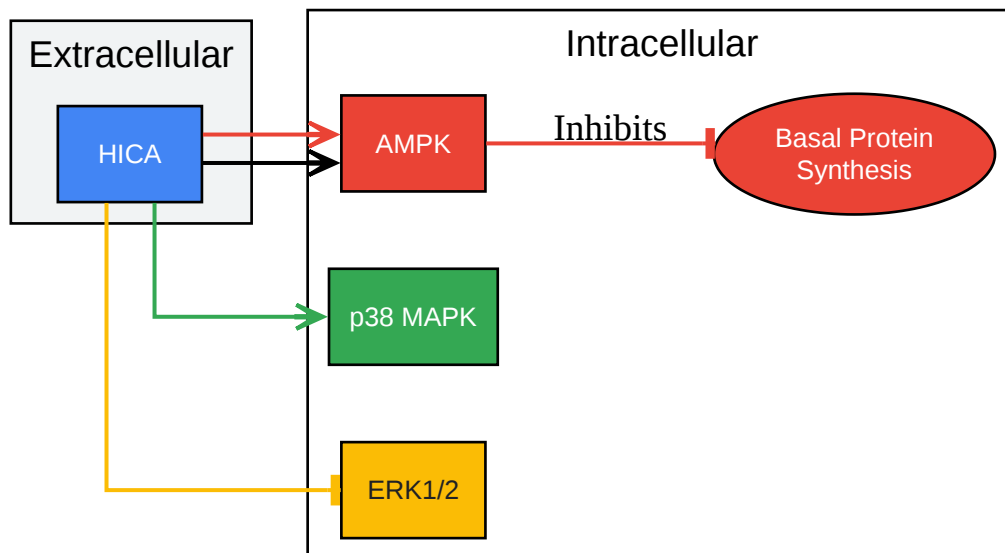 Extracellular
Intracellular
HICA
AMPK
Inhibits
Basal Protein
Synthesis
p38 MAPK
ERK1/2